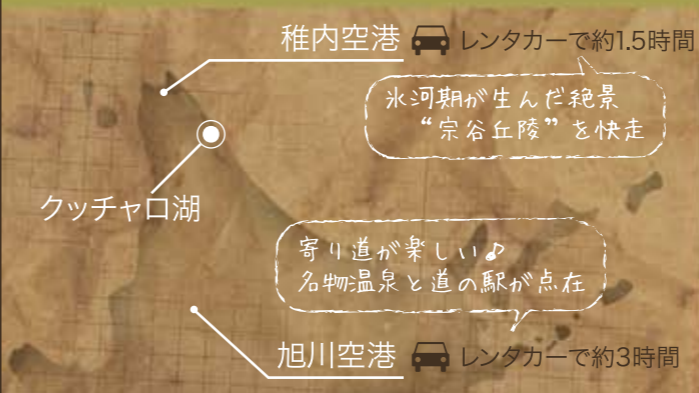 稚内空港 レンタカーで約1.5時間
氷河期が生んだ絶景
“宗谷丘陵”を快走
クッチャロ湖
寄り道が楽しい♪
名物温泉と道の駅が点在
旭川空港 レンタカーで約3時間